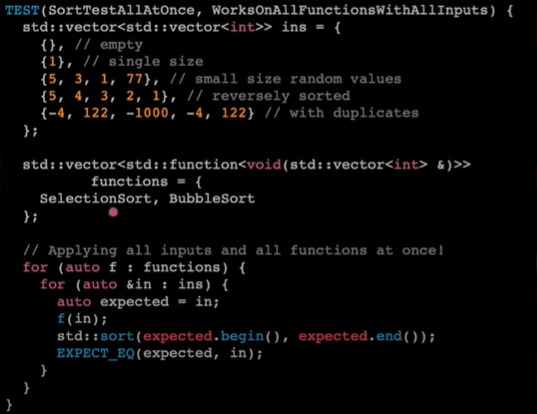 TEST(SortTestAllAtOnce, WorksOnAllFunctionsWithAllInputs) {
  std::vector<std::vector<int>> ins = {
    {}, // empty
    {1}, // single size
    {5, 3, 1, 77}, // small size random values
    {5, 4, 3, 2, 1}, // reversely sorted
    {-4, 122, -1000, -4, 122} // with duplicates
  };
  std::vector<std::function<void(std::vector<int> &)>>
          functions = {
    SelectionSort, BubbleSort
  };
  // Applying all inputs and all functions at once!
  for (auto f : functions) {
    for (auto &in : ins) {
      auto expected = in;
      f(in);
      std::sort(expected.begin(), expected.end());
      EXPECT_EQ(expected, in);
    }
  }
}